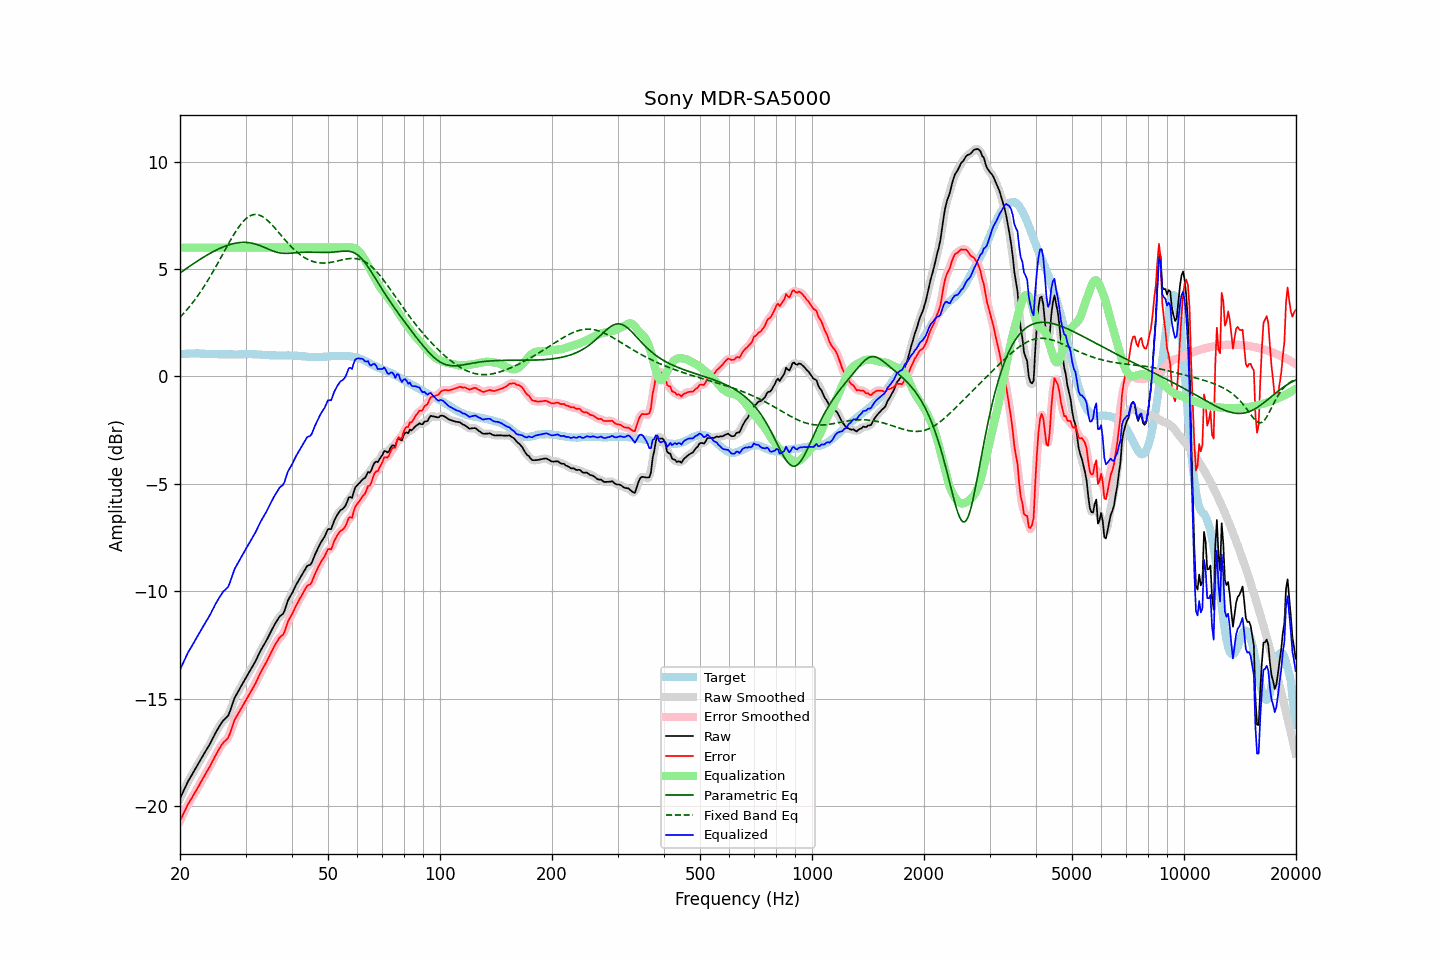 Sony MDR-SA5000
Amplitude (dBr)
10
5
0
−5
−10
−15
−20
Target
Raw Smoothed
Error Smoothed
Raw
Error
Equalization
Parametric Eq
Fixed Band Eq
Equalized
20 50 100 200 500 1000 2000 5000 10000 20000
Frequency (Hz)